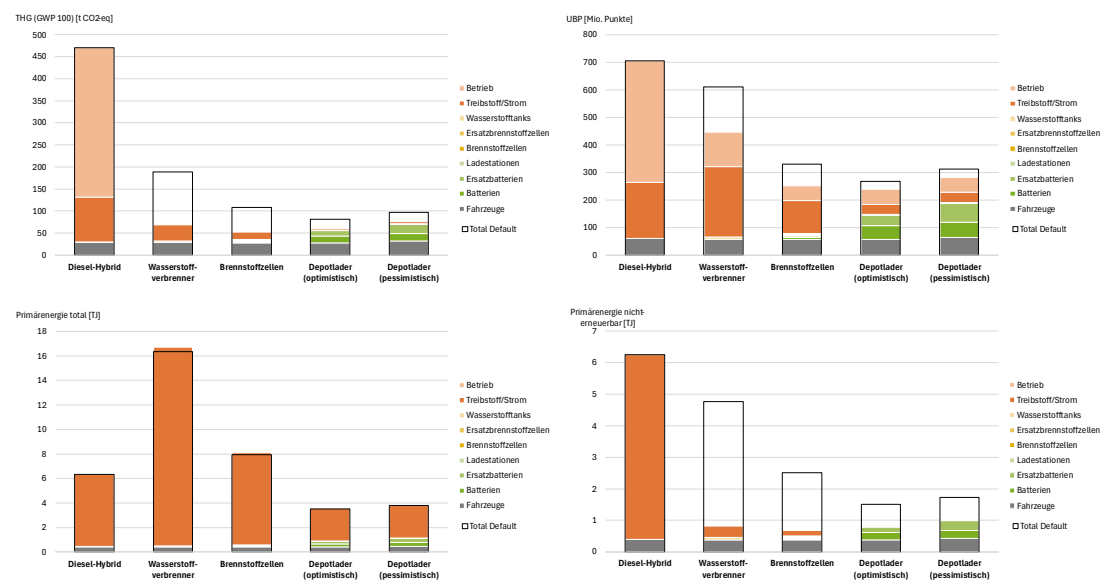 THG (GWP 100) [t CO2-eq]
500
450
400
350
300
250
200
150
100
50
0
Diesel-Hybrid
Wasserstoff-
verbrenner
Brennstoffzellen
Depotlader
(optimistisch)
Depotlader
(pessimistisch)
Betrieb
Treibstoff/Strom
Wasserstofftanks
Ersatzbrennstoffzellen
Brennstoffzellen
Ladestationen
Ersatzbatterien
Batterien
Fahrzeuge
Total Default
UBP [Mio. Punkte]
800
700
600
500
400
300
200
100
0
Diesel-Hybrid
Wasserstoff-
verbrenner
Brennstoffzellen
Depotlader
(optimistisch)
Depotlader
(pessimistisch)
Betrieb
Treibstoff/Strom
Wasserstofftanks
Ersatzbrennstoffzellen
Brennstoffzellen
Ladestationen
Ersatzbatterien
Batterien
Fahrzeuge
Total Default
Primärenergie total [TJ]
18
16
14
12
10
8
6
4
2
0
Diesel-Hybrid
Wasserstoff-
verbrenner
Brennstoffzellen
Depotlader
(optimistisch)
Depotlader
(pessimistisch)
Betrieb
Treibstoff/Strom
Wasserstofftanks
Ersatzbrennstoffzellen
Brennstoffzellen
Ladestationen
Ersatzbatterien
Batterien
Fahrzeuge
Total Default
Primärenergie nicht-
erneuerbar [TJ]
7
6
5
4
3
2
1
0
Diesel-Hybrid
Wasserstoff-
verbrenner
Brennstoffzellen
Depotlader
(optimistisch)
Depotlader
(pessimistisch)
Betrieb
Treibstoff/Strom
Wasserstofftanks
Ersatzbrennstoffzellen
Brennstoffzellen
Ladestationen
Ersatzbatterien
Batterien
Fahrzeuge
Total Default